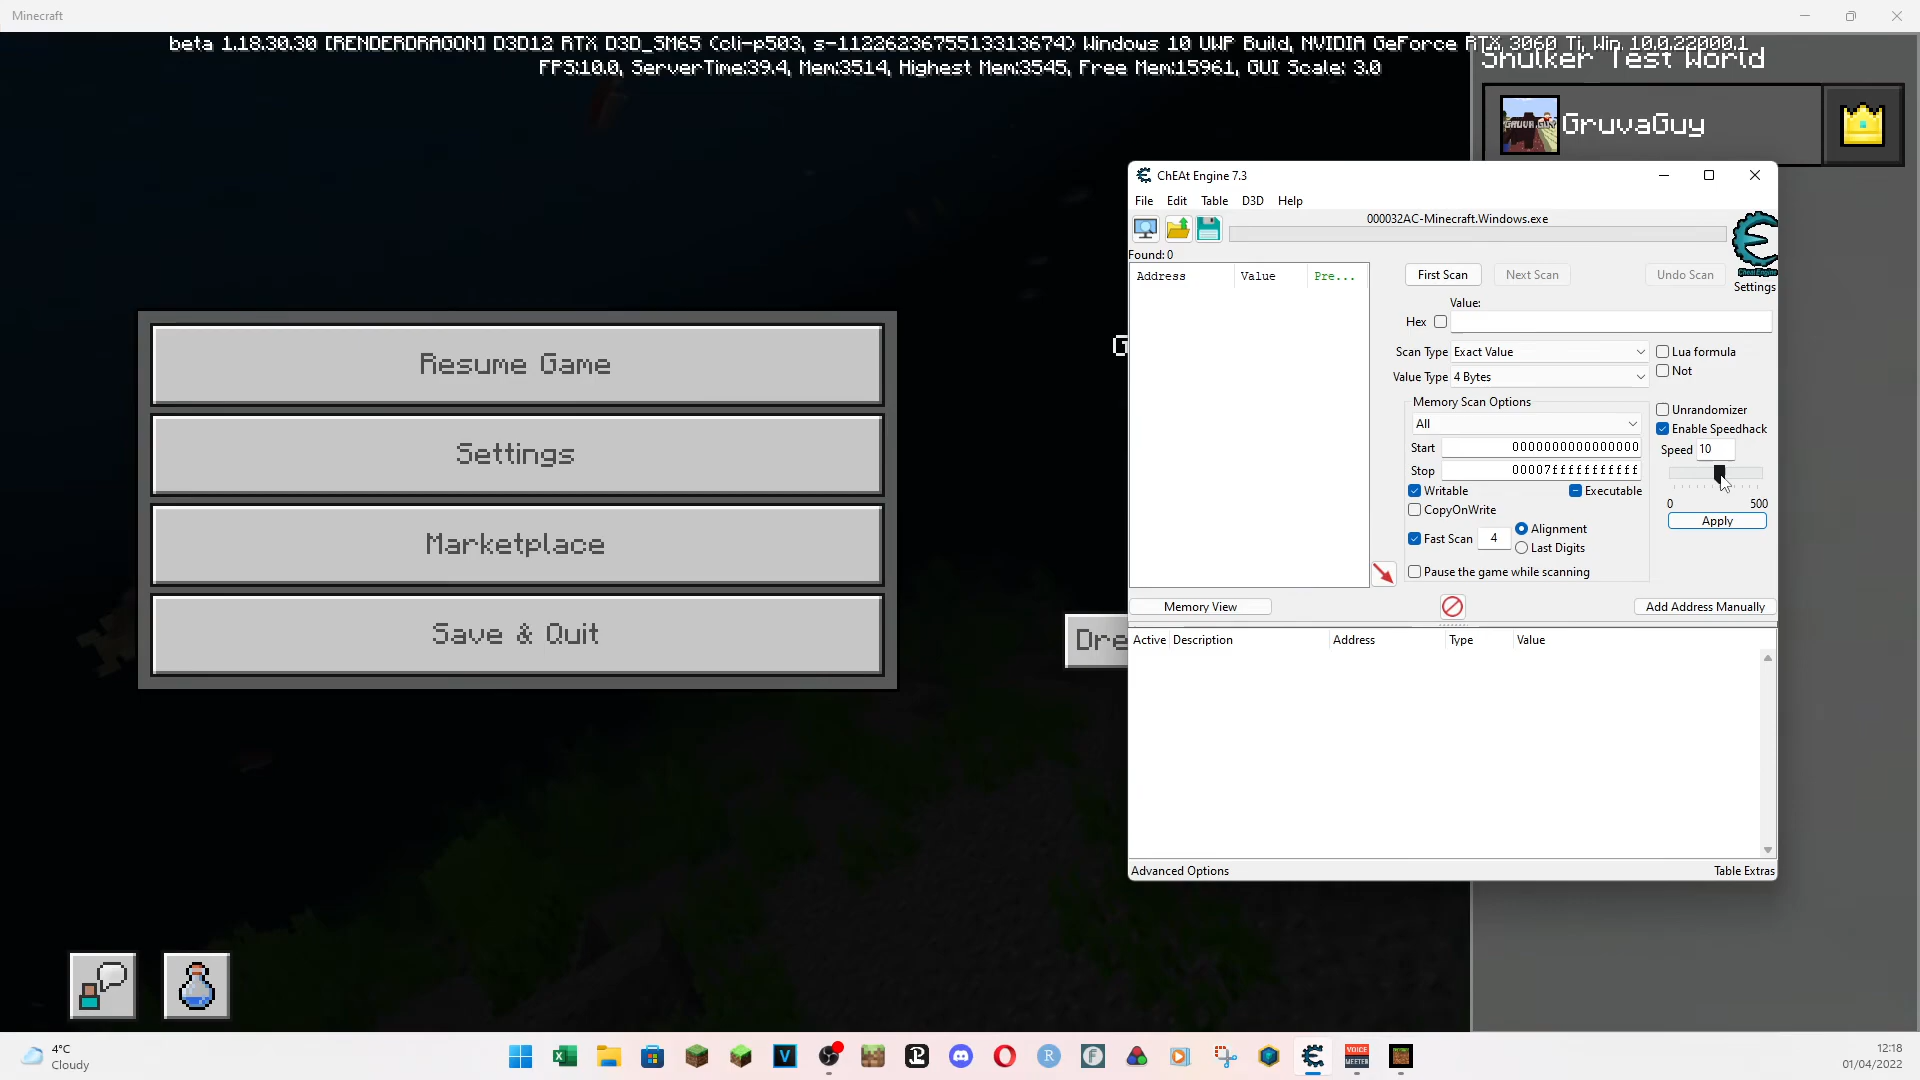 Minecraft
beta 1.18.30.30 [RENDERDRAGON] D3D12 RTX D3D_SM65 (cli-p503, s-11226236755133136​74) Windows 10 UWP Build, NVIDIA GeForce RTX 3060 Ti, Win 10.0.22000.1
FPS:10.0, ServerTime:39.4, Mem:3514, Highest Mem:3545, Free Mem:15961, GUI Scale: 3.0
Shulker Test World
GruvaGuy
ChEAt Engine 7.3
File Edit Table D3D Help
000032AC-Minecraft.Windows.exe
Found: 0
Address Value Pre...
First Scan Next Scan Undo Scan
Cheat Engine
Settings
Value:
Hex
Scan Type Exact Value
Lua formula
Value Type 4 Bytes
Not
Memory Scan Options
All
Unrandomizer
Enable Speedhack
Start 0000000000000000
Speed 10
Stop 00007fffffffffff
Writable Executable
CopyOnWrite
0 500
Apply
Fast Scan 4 Alignment
Last Digits
Pause the game while scanning
Memory View
Add Address Manually
Active Description Address Type Value
Advanced Options Table Extras
Resume Game
Settings
Marketplace
Save & Quit
Dre
4°C
Cloudy
VOICE
MEETER
12:18
01/04/2022